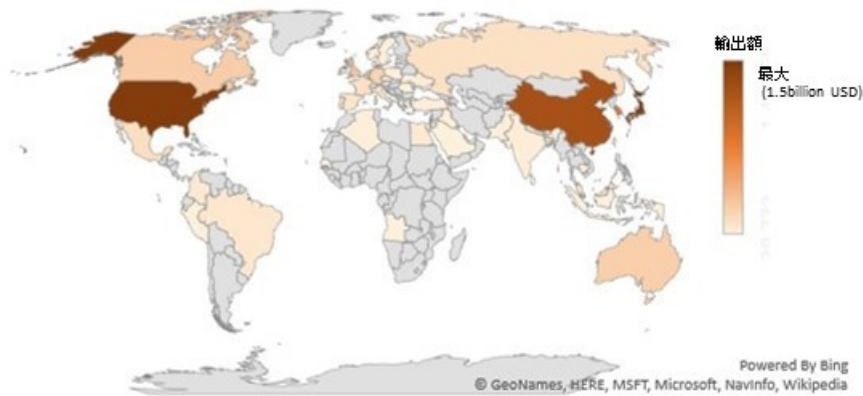 輸出額
最大
(1.5billion USD)
Powered By Bing
© GeoNames, HERE, MSFT, Microsoft, NavInfo, Wikipedia